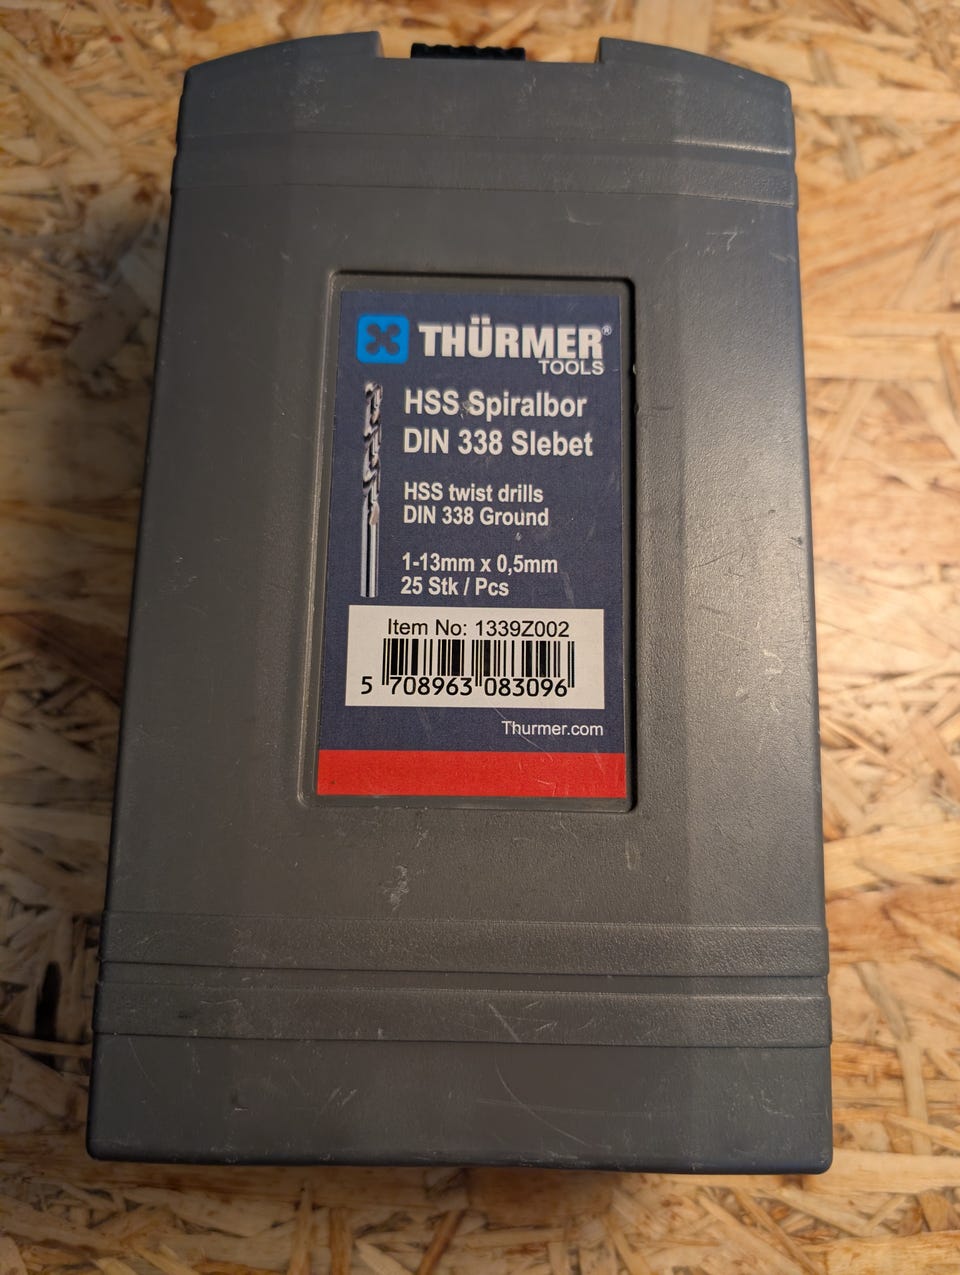 THÜRMER®
TOOLS
HSS Spiralbor
DIN 338 Slebet
HSS twist drills
DIN 338 Ground
1-13mm x 0,5mm
25 Stk / Pcs
Item No: 1339Z002
5 708963 083096
Thurmer.com